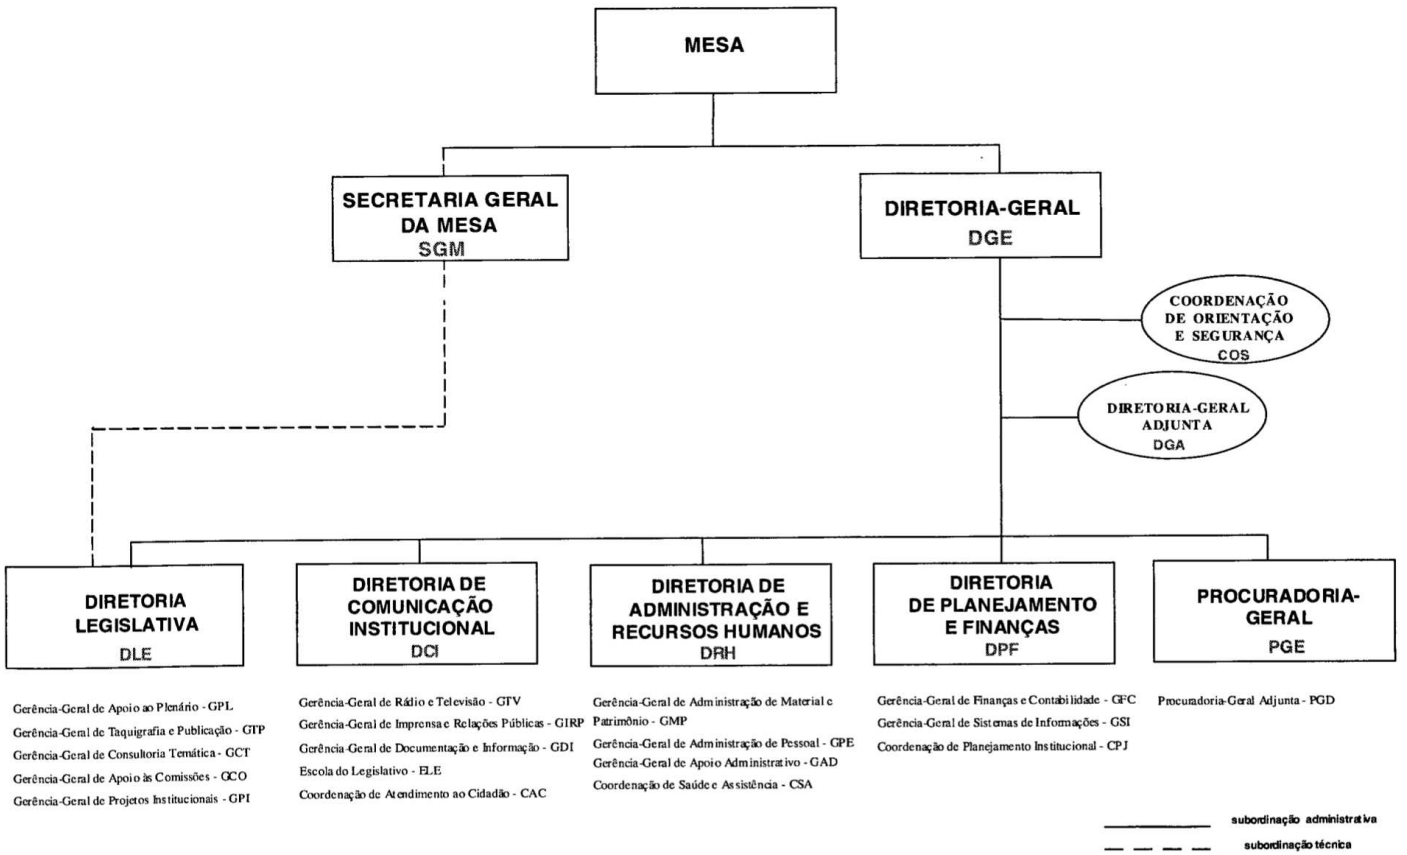 MESA
SECRETARIA GERAL
DA MESA
SGM
DIRETORIA-GERAL
DGE
COORDENAÇÃO
DE ORIENTAÇÃO
E SEGURANÇA
COS
DIRETORIA-GERAL
ADJUNTA
DGA
DIRETORIA
LEGISLATIVA
DLE
DIRETORIA DE
COMUNICAÇÃO
INSTITUCIONAL
DCI
DIRETORIA DE
ADMINISTRAÇÃO E
RECURSOS HUMANOS
DRH
DIRETORIA
DE PLANEJAMENTO
E FINANÇAS
DPF
PROCURADORIA-
GERAL
PGE
Gerência-Geral de Apoio ao Plenário - GPL
Gerência-Geral de Taquigrafia e Publicação - GTP
Gerência-Geral de Consultoria Temática - GCT
Gerência-Geral de Apoio às Comissões - GCO
Gerência-Geral de Projetos Institucionais - GPI
Gerência-Geral de Rádio e Televisão - GTV
Gerência-Geral de Imprensa e Relações Públicas - GIRP
Gerência-Geral de Documentação e Informação - GDI
Escola do Legislativo - ELE
Coordenação de Atendimento ao Cidadão - CAC
Gerência-Geral de Administração de Material e
Patrimônio - GMP
Gerência-Geral de Administração de Pessoal - GPE
Gerência-Geral de Apoio Administrativo - GAD
Coordenação de Saúde e Assistência - CSA
Gerência-Geral de Finanças e Contabilidade - GFC
Gerência-Geral de Sistemas de Informações - GSI
Coordenação de Planejamento Institucional - CPJ
Procuradoria-Geral Adjunta - PGD
subordinação administrativa
subordinação técnica